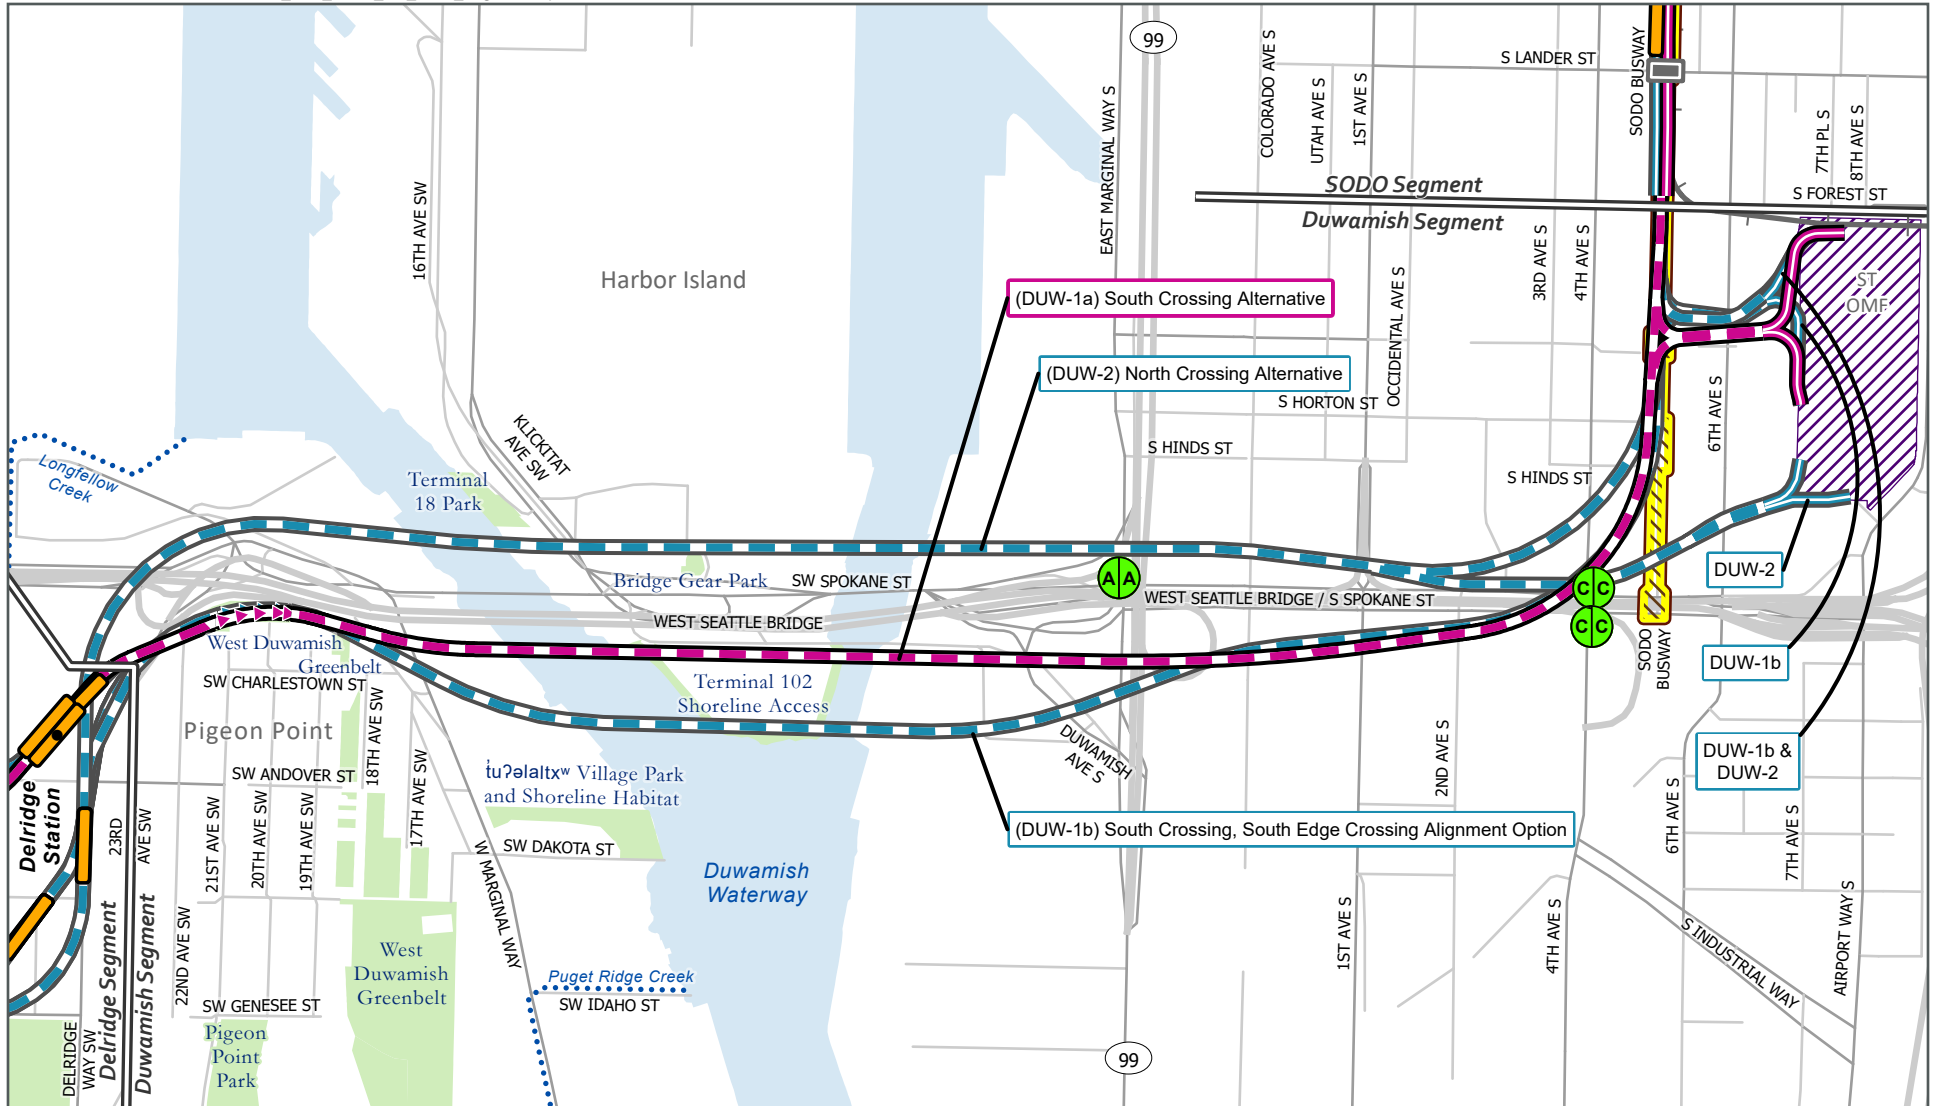 99
COLORADO AVE S
S LANDER ST
SODO BUSWAY
UTAH AVE S
1ST AVE S
EAST MARGINAL WAY S
7TH PL S
8TH AVE S
16TH AVE SW
SODO Segment
S FOREST ST
Duwamish Segment
3RD AVE S
4TH AVE S
Harbor Island
ST
OMF
(DUW-1a) South Crossing Alternative
OCCIDENTAL AVE S
(DUW-2) North Crossing Alternative
S HORTON ST
6TH AVE S
KLICKITAT
AVE SW
S HINDS ST
S HINDS ST
Longfellow
Creek
Terminal
18 Park
Bridge Gear Park
SW SPOKANE ST
A A
C C
DUW-2
WEST SEATTLE BRIDGE / S SPOKANE ST
WEST SEATTLE BRIDGE
C C
West Duwamish
Greenbelt
SODO
BUSWAY
DUW-1b
SW CHARLESTOWN ST
Terminal 102
Shoreline Access
18TH AVE SW
Pigeon Point
DUWAMISH
AVE S
2ND AVE S
DUW-1b &
DUW-2
SW ANDOVER ST
17TH AVE SW
t̓uʔəlaltxʷ Village Park
and Shoreline Habitat
Delridge
Station
23RD
AVE SW
21ST AVE SW
20TH AVE SW
19TH AVE SW
6TH AVE S
7TH AVE S
(DUW-1b) South Crossing, South Edge Crossing Alignment Option
SW DAKOTA ST
W MARGINAL WAY
Duwamish
Waterway
Delridge Segment
Duwamish Segment
22ND AVE SW
West
Duwamish
Greenbelt
1ST AVE S
4TH AVE S
S INDUSTRIAL WAY
AIRPORT WAY S
Puget Ridge Creek
SW IDAHO ST
SW GENESEE ST
DELRIDGE
WAY SW
Pigeon
Point
Park
99